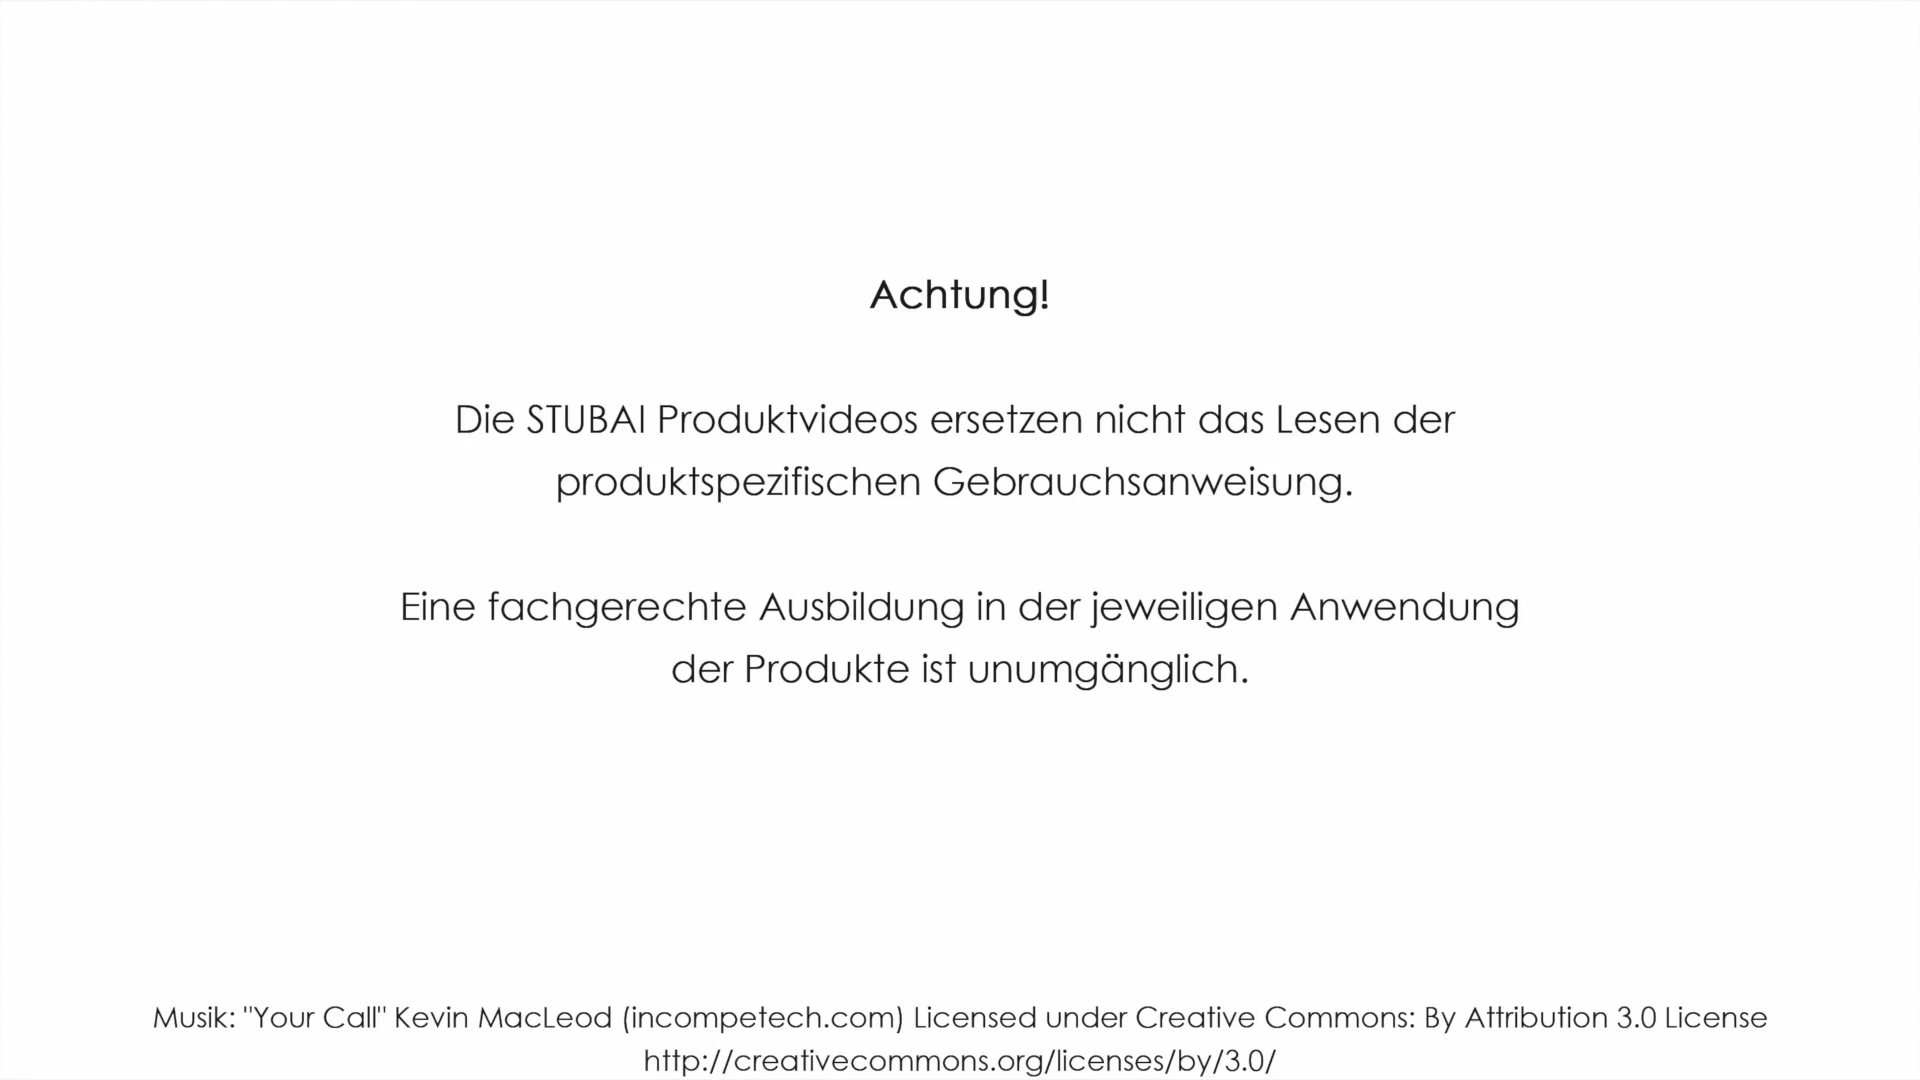 Achtung!
Die STUBAI Produktvideos ersetzen nicht das Lesen der
produktspezifischen Gebrauchsanweisung.
Eine fachgerechte Ausbildung in der jeweiligen Anwendung
der Produkte ist unumgänglich.
Musik: "Your Call" Kevin MacLeod (incompetech.com) Licensed under Creative Commons: By Attribution 3.0 License
http://creativecommons.org/licenses/by/3.0/